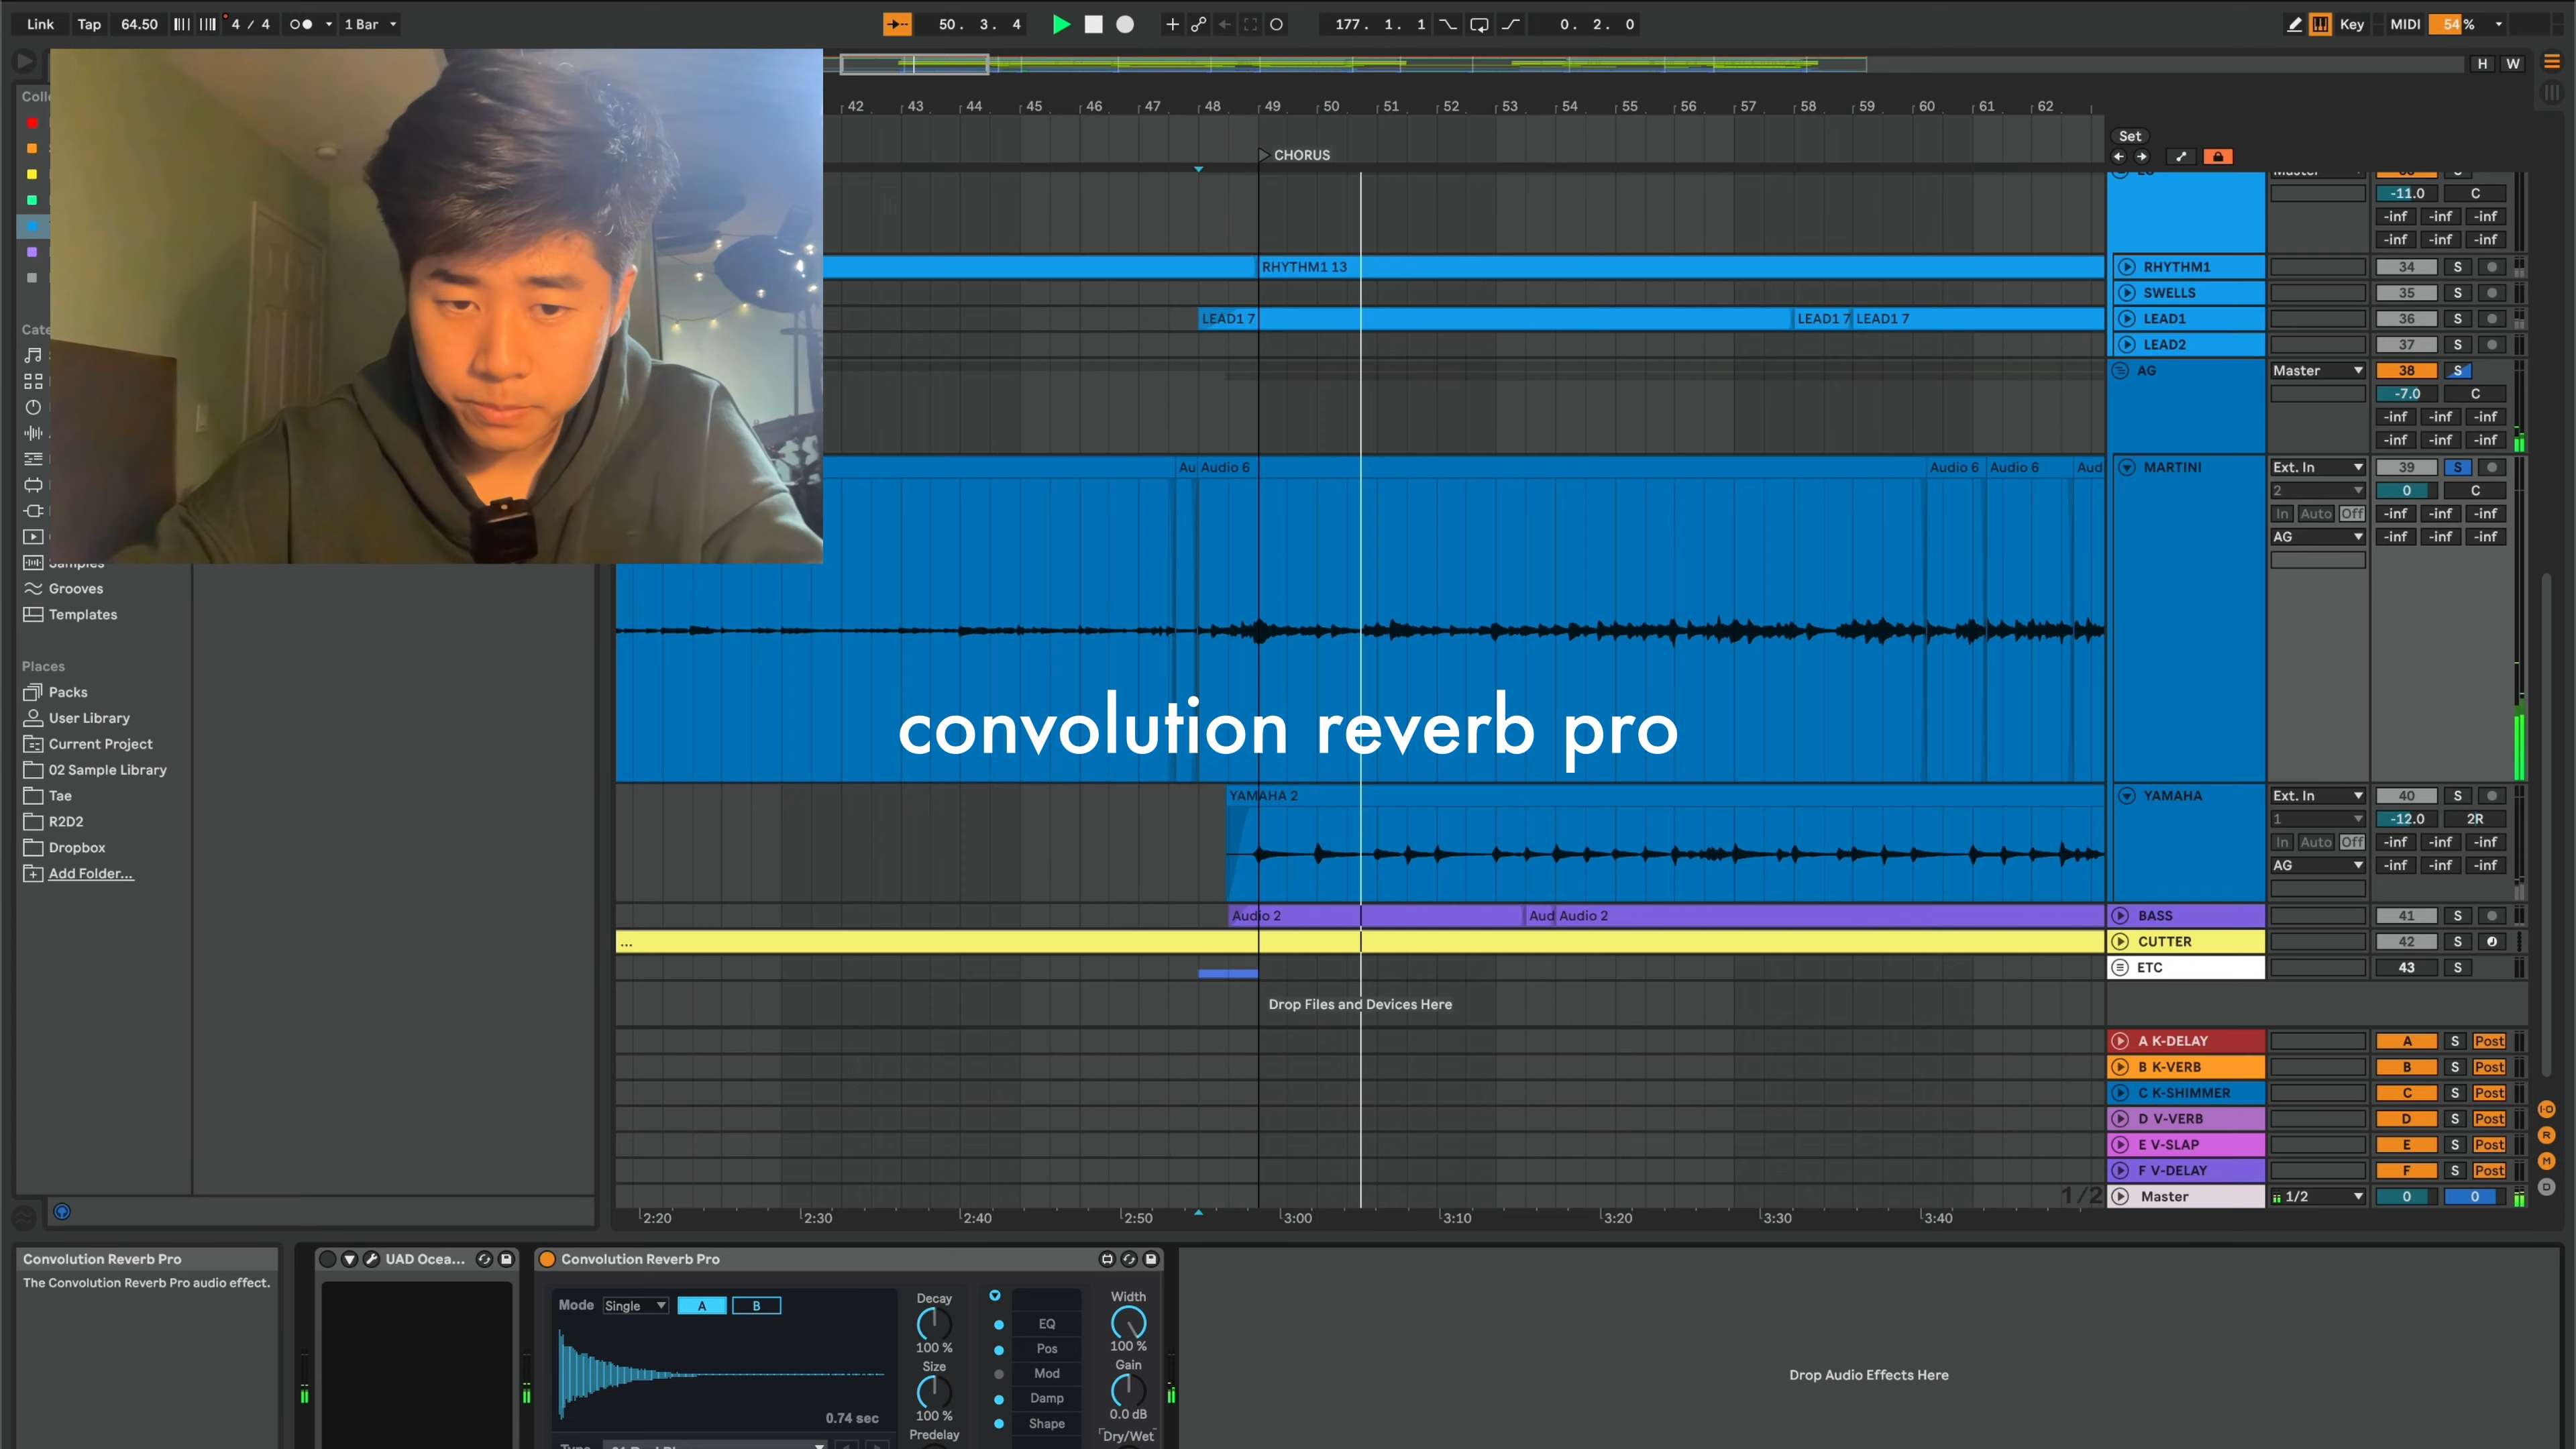 Link Tap 64.50 4 / 4 1 Bar 50. 3. 4 177. 1. 1 0. 2. 0 Key MIDI 54 %
H W
42 43 44 45 46 47 48 49 50 51 52 53 54 55 56 57 58 59 60 61 62
Set
CHORUS
-11.0 C
-inf -inf -inf
-inf -inf -inf
RHYTHM1 13 RHYTHM1 34 S
SWELLS 35 S
LEAD1 7 LEAD1 7 LEAD1 7 LEAD1 36 S
LEAD2 37 S
AG Master 38 S
-7.0 C
-inf -inf -inf
-inf -inf -inf
Au Audio 6 Audio 6 Audio 6 Aud MARTINI Ext. In 39 S
2 0 C
In Auto Off -inf -inf -inf
AG -inf -inf -inf
Samples
Grooves
Templates
Places
Packs
User Library
Current Project
02 Sample Library
Tae
R2D2
Dropbox
Add Folder...
convolution reverb pro
YAMAHA 2 YAMAHA Ext. In 40 S
1 -12.0 2R
In Auto Off -inf -inf -inf
AG -inf -inf -inf
Audio 2 Aud Audio 2 BASS 41 S
... CUTTER 42 S
ETC 43 S
Drop Files and Devices Here
A K-DELAY A S Post
B K-VERB B S Post
C K-SHIMMER C S Post
D V-VERB D S Post
E V-SLAP E S Post
F V-DELAY F S Post
1/2 Master 1/2 0 0
2:20 2:30 2:40 2:50 3:00 3:10 3:20 3:30 3:40
I-O
R
M
D
Convolution Reverb Pro
The Convolution Reverb Pro audio effect.
UAD Ocea...
Convolution Reverb Pro
Mode Single A B
0.74 sec
Decay
100 %
Size
100 %
Predelay
EQ
Pos
Mod
Damp
Shape
Width
100 %
Gain
0.0 dB
Dry/Wet
Drop Audio Effects Here